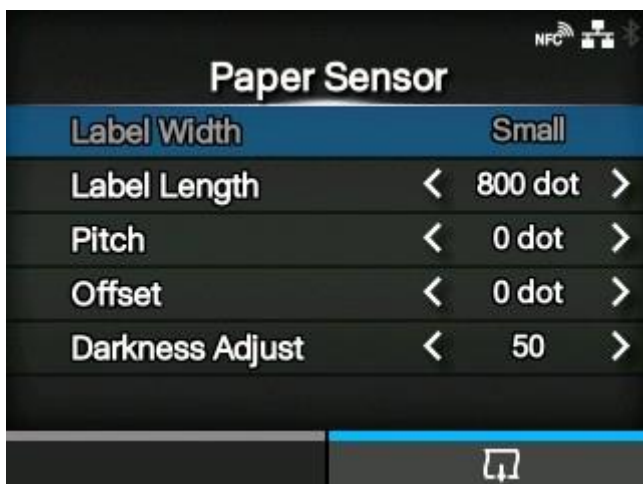 NFC
Paper Sensor
Label Width Small
Label Length 800 dot
Pitch 0 dot
Offset 0 dot
Darkness Adjust 50